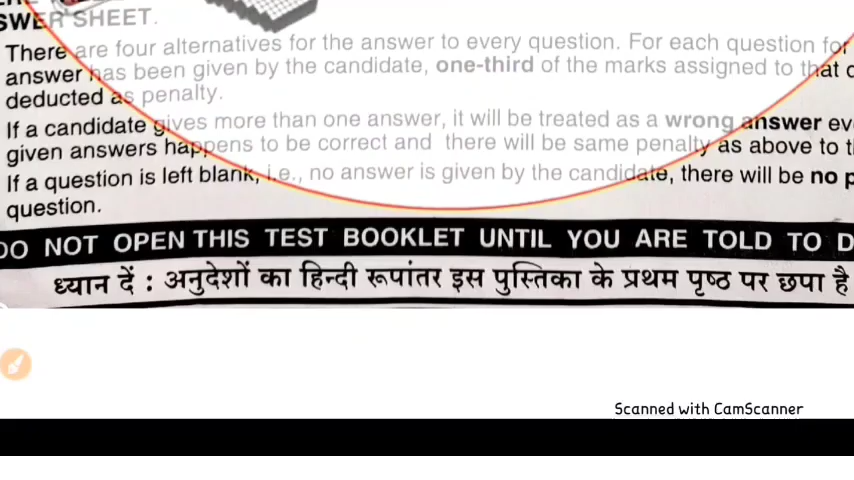 SWER SHEET.
There are four alternatives for the answer to every question. For each question for
answer has been given by the candidate, one-third of the marks assigned to that
deducted as penalty.
If a candidate gives more than one answer, it will be treated as a wrong answer
given answers happens to be correct and there will be same penalty as above to
If a question is left blank, i.e., no answer is given by the candidate, there will be no
question.
DO NOT OPEN THIS TEST BOOKLET UNTIL YOU ARE TOLD TO
ध्यान दें : अनुदेशों का हिन्दी रूपांतर इस पुस्तिका के प्रथम पृष्ठ पर छपा है
Scanned with CamScanner